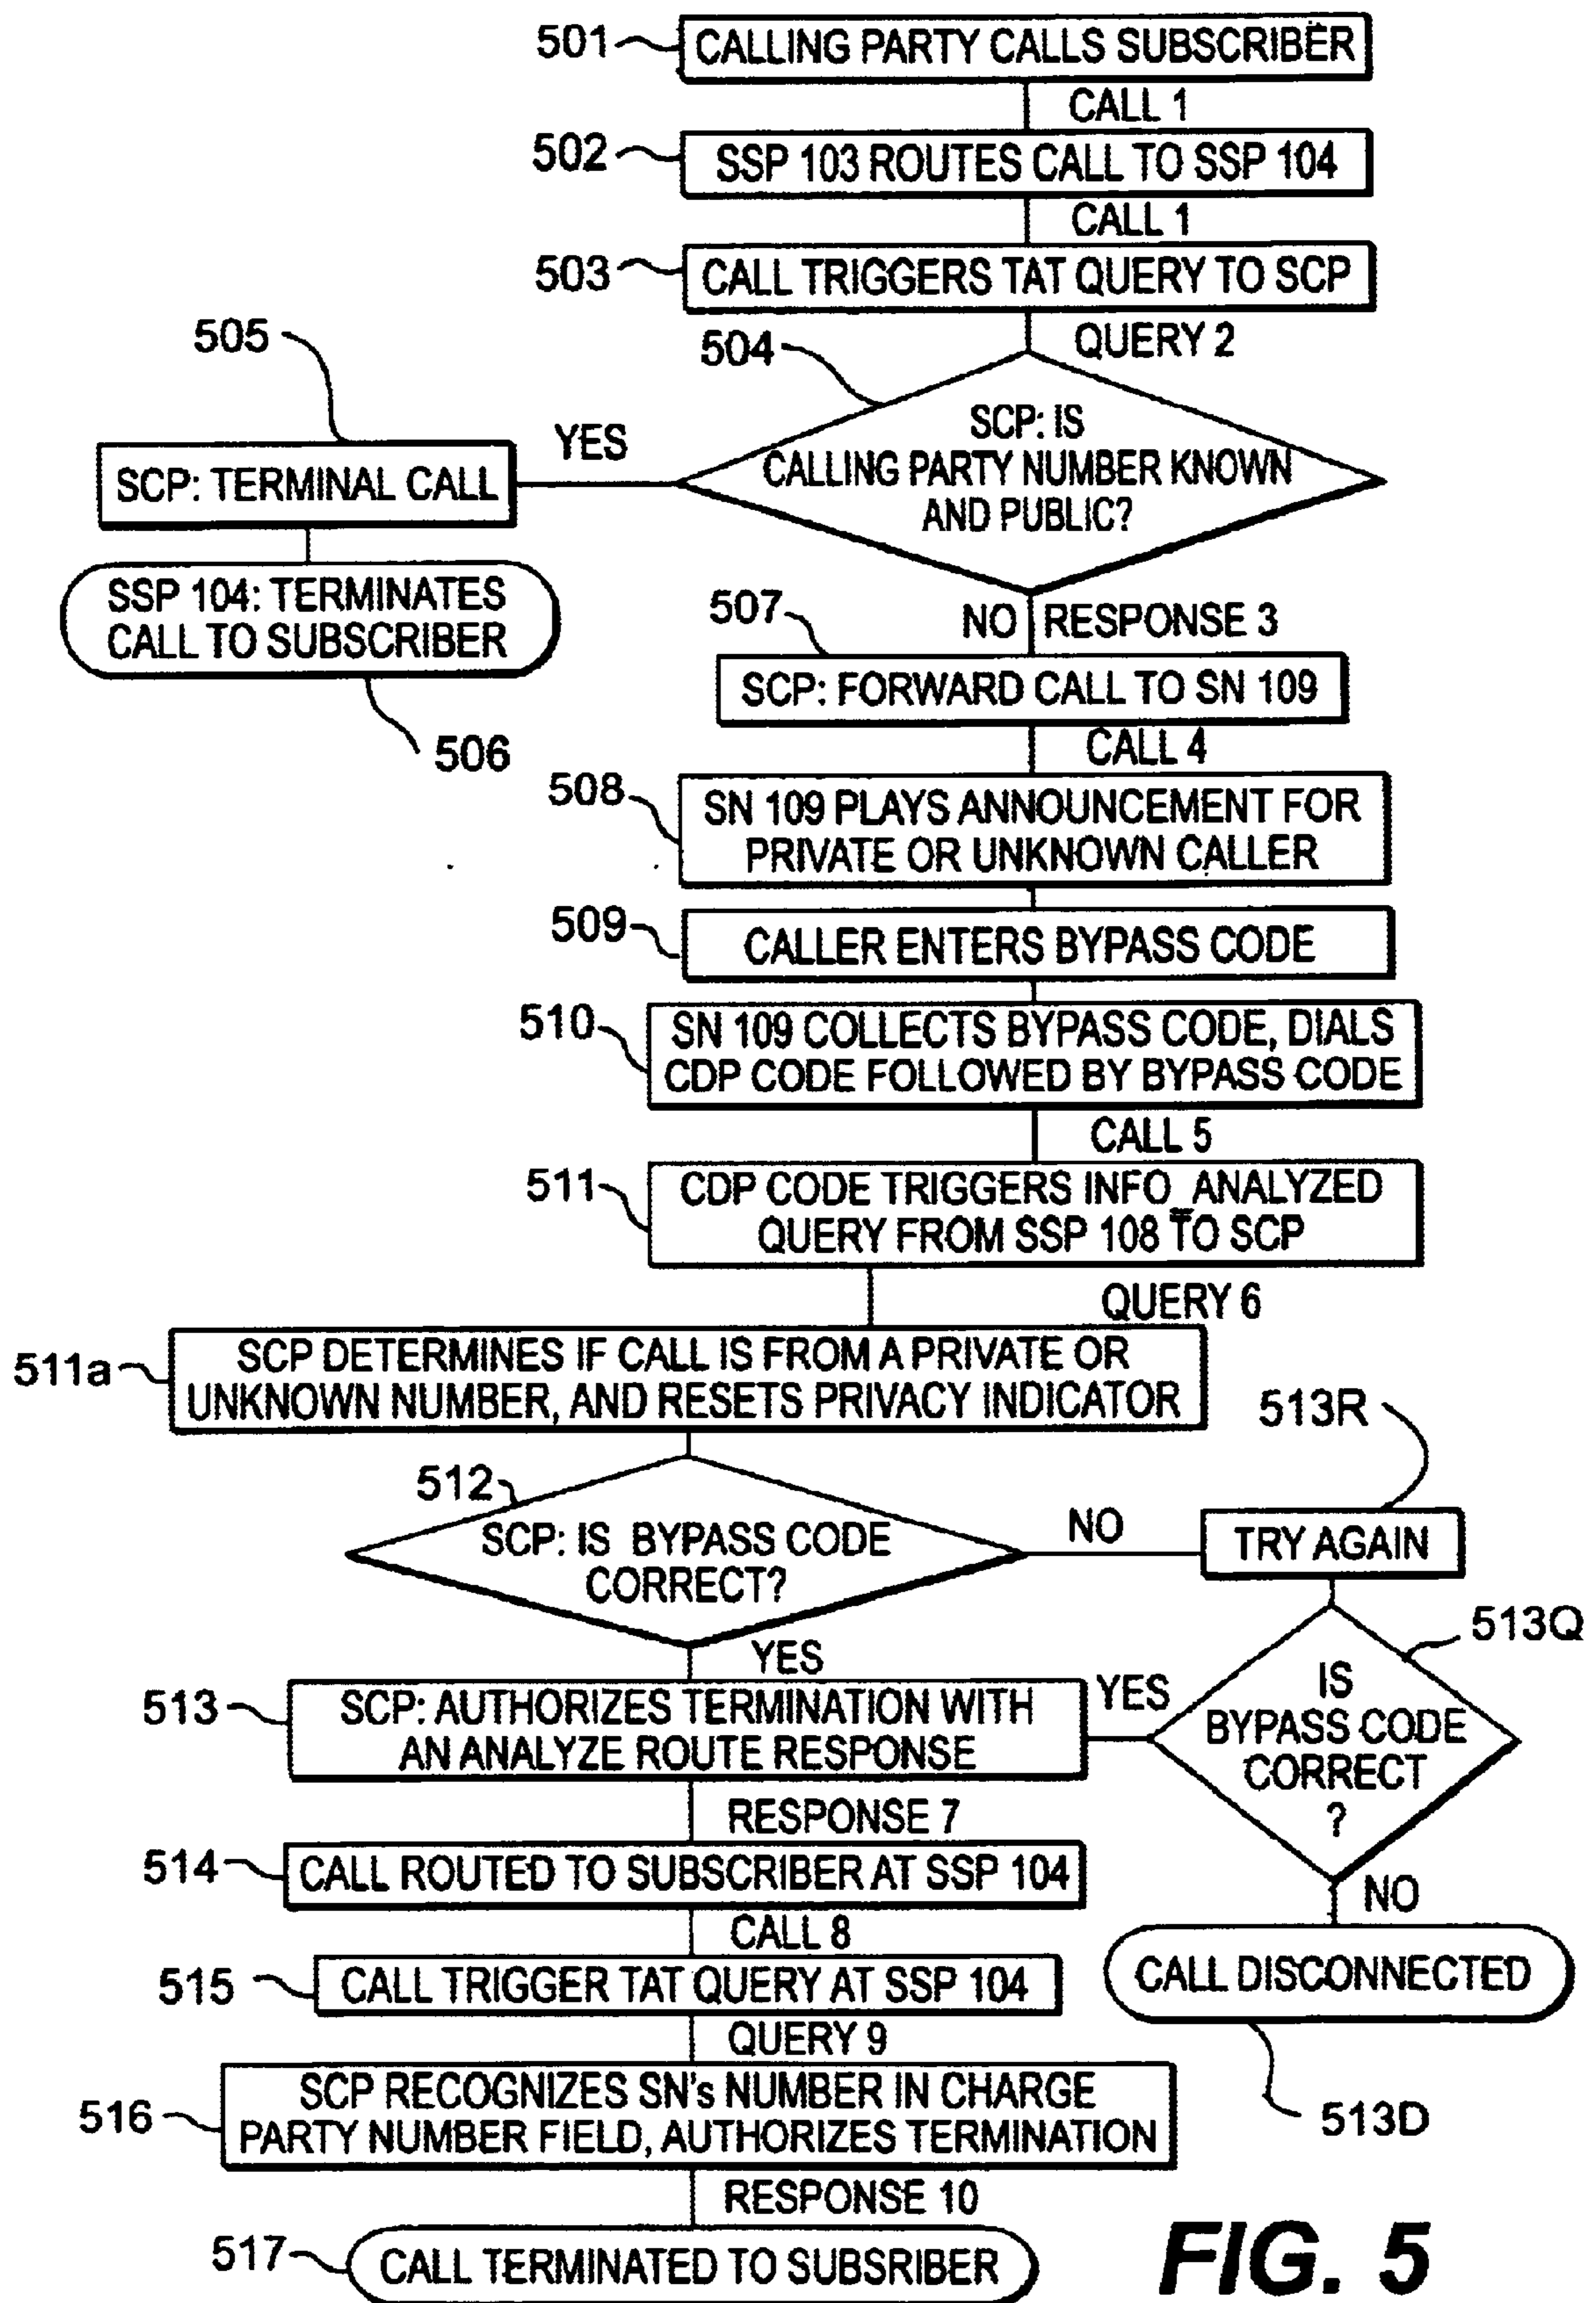 501
CALLING PARTY CALLS SUBSCRIBER
CALL 1
502
SSP 103 ROUTES CALL TO SSP 104
CALL 1
503
CALL TRIGGERS TAT QUERY TO SCP
QUERY 2
504
SCP: IS
CALLING PARTY NUMBER KNOWN
AND PUBLIC?
YES
505
SCP: TERMINAL CALL
SSP 104: TERMINATES
CALL TO SUBSCRIBER
506
NO
RESPONSE 3
507
SCP: FORWARD CALL TO SN 109
CALL 4
508
SN 109 PLAYS ANNOUNCEMENT FOR
PRIVATE OR UNKNOWN CALLER
509
CALLER ENTERS BYPASS CODE
510
SN 109 COLLECTS BYPASS CODE, DIALS
CDP CODE FOLLOWED BY BYPASS CODE
CALL 5
511
CDP CODE TRIGGERS INFO_ANALYZED
QUERY FROM SSP 108 TO SCP
QUERY 6
511a
SCP DETERMINES IF CALL IS FROM A PRIVATE OR
UNKNOWN NUMBER, AND RESETS PRIVACY INDICATOR
512
SCP: IS BYPASS CODE
CORRECT?
NO
513R
TRY AGAIN
513Q
IS
BYPASS CODE
CORRECT
?
YES
NO
CALL DISCONNECTED
513D
YES
513
SCP: AUTHORIZES TERMINATION WITH
AN ANALYZE ROUTE RESPONSE
RESPONSE 7
514
CALL ROUTED TO SUBSCRIBER AT SSP 104
CALL 8
515
CALL TRIGGER TAT QUERY AT SSP 104
QUERY 9
516
SCP RECOGNIZES SN's NUMBER IN CHARGE
PARTY NUMBER FIELD, AUTHORIZES TERMINATION
RESPONSE 10
517
CALL TERMINATED TO SUBSRIBER
FIG. 5